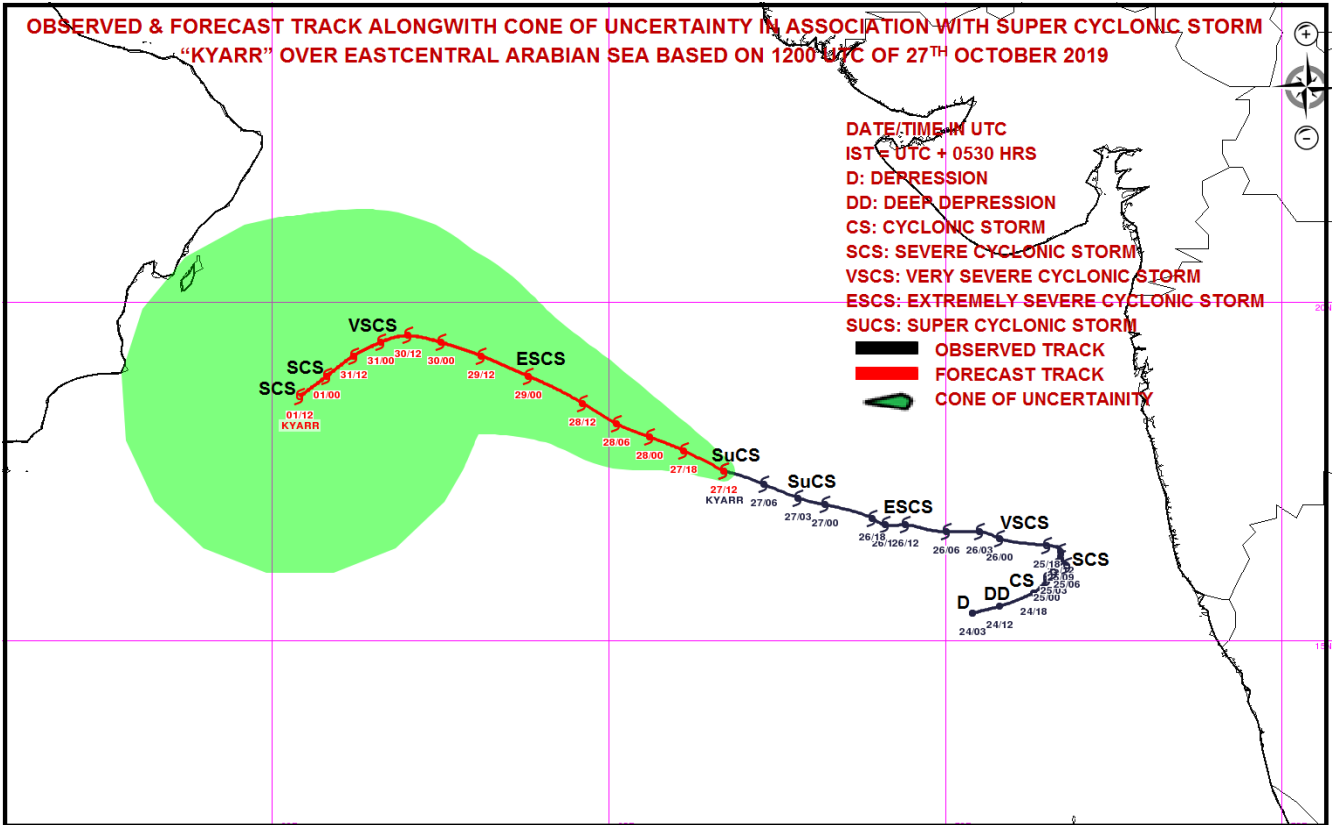 OBSERVED & FORECAST TRACK ALONGWITH CONE OF UNCERTAINTY IN ASSOCIATION WITH SUPER CYCLONIC STORM
“KYARR” OVER EASTCENTRAL ARABIAN SEA BASED ON 1200 UTC OF 27TH OCTOBER 2019
DATE/TIME IN UTC
IST = UTC + 0530 HRS
D: DEPRESSION
DD: DEEP DEPRESSION
CS: CYCLONIC STORM
SCS: SEVERE CYCLONIC STORM
VSCS: VERY SEVERE CYCLONIC STORM
ESCS: EXTREMELY SEVERE CYCLONIC STORM
SUCS: SUPER CYCLONIC STORM
OBSERVED TRACK
FORECAST TRACK
CONE OF UNCERTAINITY
VSCS
30/12
31/00
30/00
31/12
29/12
SCS
01/00
ESCS
29/00
SCS
01/12
KYARR
28/12
28/06
28/00
27/18
SuCS
27/12
KYARR
27/06
SuCS
27/03
27/00
ESCS
26/18
26/12
26/06
26/03
VSCS
26/00
25/18
SCS
25/09
25/06
25/03
25/00
CS
24/18
DD
24/12
D
24/03